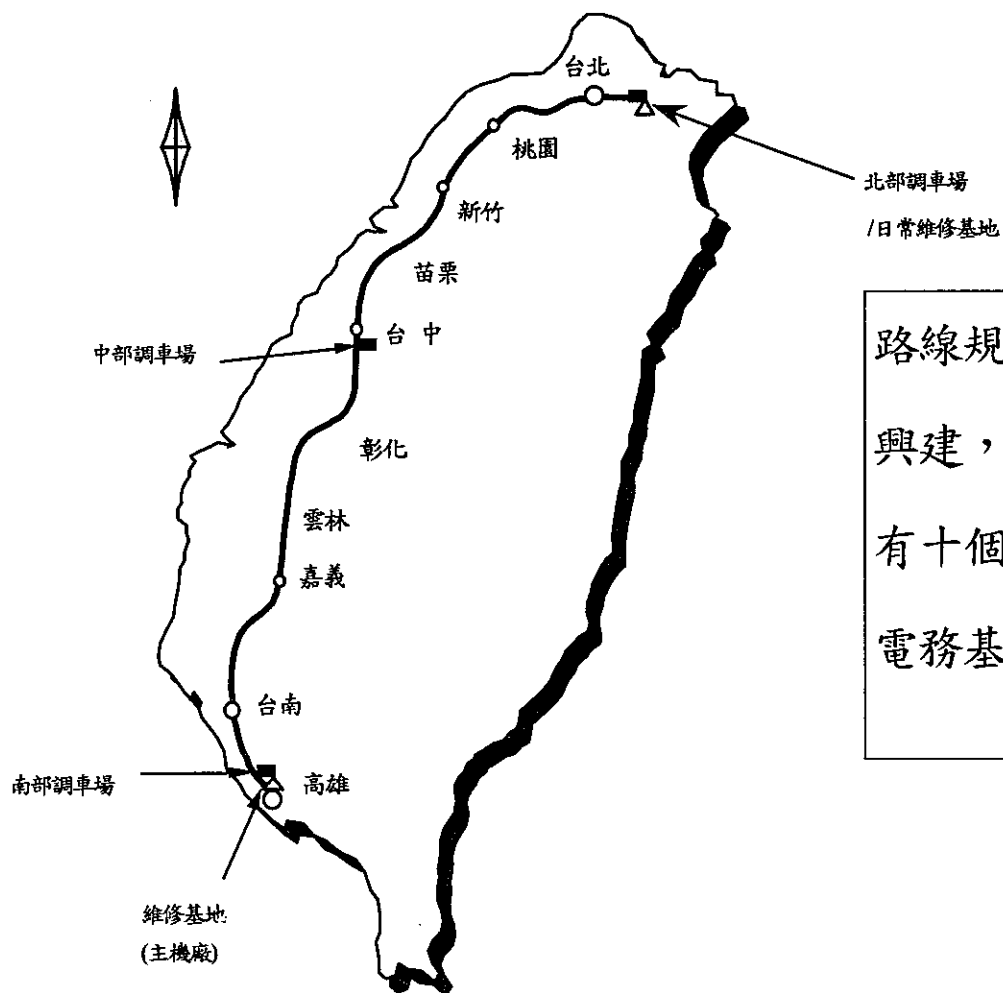 台北
桃園
北部調車場
/日常維修基地
新竹
苗栗
台中
中部調車場
彰化
雲林
嘉義
台南
南部調車場
高雄
維修基地
(主機廠)
路線規
興建，
有十個
電務基